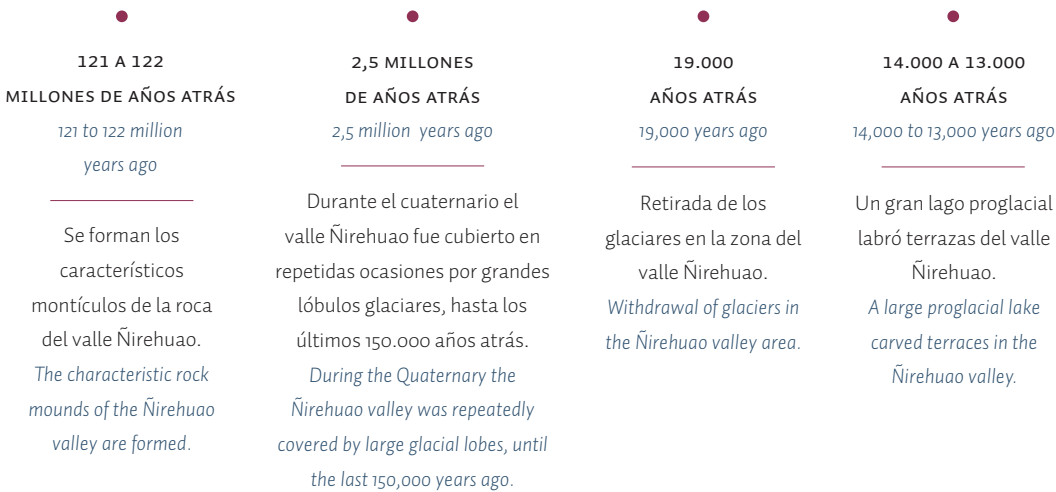 121 A 122
MILLONES DE AÑOS ATRÁS
121 to 122 million
years ago
Se forman los
característicos
montículos de la roca
del valle Ñirehuao.
The characteristic rock
mounds of the Ñirehuao
valley are formed.
2,5 MILLONES
DE AÑOS ATRÁS
2,5 million years ago
Durante el cuaternario el
valle Ñirehuao fue cubierto en
repetidas ocasiones por grandes
lóbulos glaciares, hasta los
últimos 150.000 años atrás.
During the Quaternary the
Ñirehuao valley was repeatedly
covered by large glacial lobes, until
the last 150,000 years ago.
19.000
AÑOS ATRÁS
19,000 years ago
Retirada de los
glaciares en la zona del
valle Ñirehuao.
Withdrawal of glaciers in
the Ñirehuao valley area.
14.000 A 13.000
AÑOS ATRÁS
14,000 to 13,000 years ago
Un gran lago proglacial
labró terrazas del valle
Ñirehuao.
A large proglacial lake
carved terraces in the
Ñirehuao valley.